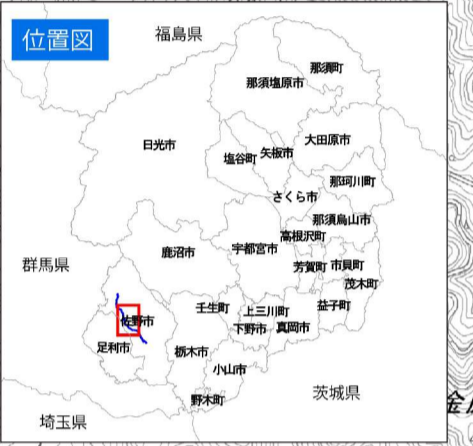 位置図
福島県
那須町
那須塩原市
日光市
大田原市
矢板市
塩谷町
那珂川町
さくら市
那須烏山市
高根沢町
宇都宮市
鹿沼市
群馬県
芳賀町
市貝町
茂木町
壬生町
上三川町
益子町
佐野市
下野市
真岡市
足利市
栃木市
小山市
茨城県
野木町
埼玉県
金